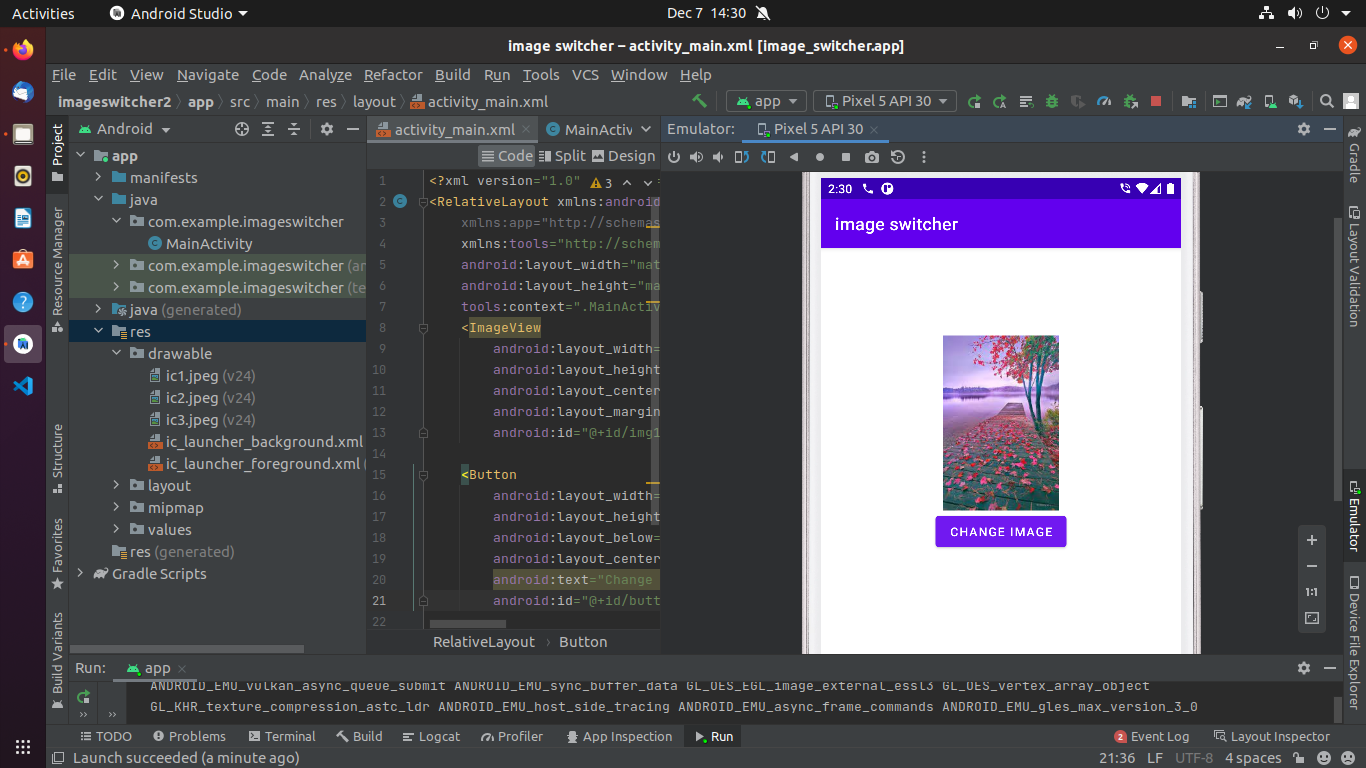 Activities
Android Studio
Dec 7 14:30
image switcher – activity_main.xml [image_switcher.app]
File Edit View Navigate Code Analyze Refactor Build Run Tools VCS Window Help
imageswitcher2 app src main res layout activity_main.xml
app
Pixel 5 API 30
Project
Android
activity_main.xml
MainActiv
Emulator:
Pixel 5 API 30
Code
Split
Design
app
manifests
java
com.example.imageswitcher
MainActivity
com.example.imageswitcher (an
com.example.imageswitcher (te
java (generated)
res
drawable
ic1.jpeg (v24)
ic2.jpeg (v24)
ic3.jpeg (v24)
ic_launcher_background.xml
ic_launcher_foreground.xml (
layout
mipmap
values
res (generated)
Gradle Scripts
Resource Manager
Structure
Favorites
Build Variants
1 <?xml version="1.0"
3
2 <RelativeLayout xmlns:android
3 xmlns:app="http://schemas
4 xmlns:tools="http://schem
5 android:layout_width="mat
6 android:layout_height="ma
7 tools:context=".MainActiv
8 <ImageView
9 android:layout_width=
10 android:layout_height
11 android:layout_center
12 android:layout_margin
13 android:id="@+id/img1
14
15 <Button
16 android:layout_width=
17 android:layout_height
18 android:layout_below=
19 android:layout_center
20 android:text="Change
21 android:id="@+id/butt
22
RelativeLayout Button
2:30
image switcher
CHANGE IMAGE
1:1
Gradle
Layout Validation
Emulator
Device File Explorer
Run: app
ANDROID_EMU_vulkan_async_queue_submit ANDROID_EMU_sync_buffer_data GL_OES_EGL_image_external_essl3 GL_OES_vertex_array_object
GL_KHR_texture_compression_astc_ldr ANDROID_EMU_host_side_tracing ANDROID_EMU_async_frame_commands ANDROID_EMU_gles_max_version_3_0
TODO Problems Terminal Build Logcat Profiler App Inspection Run
2 Event Log Layout Inspector
Launch succeeded (a minute ago)
21:36 LF UTF-8 4 spaces